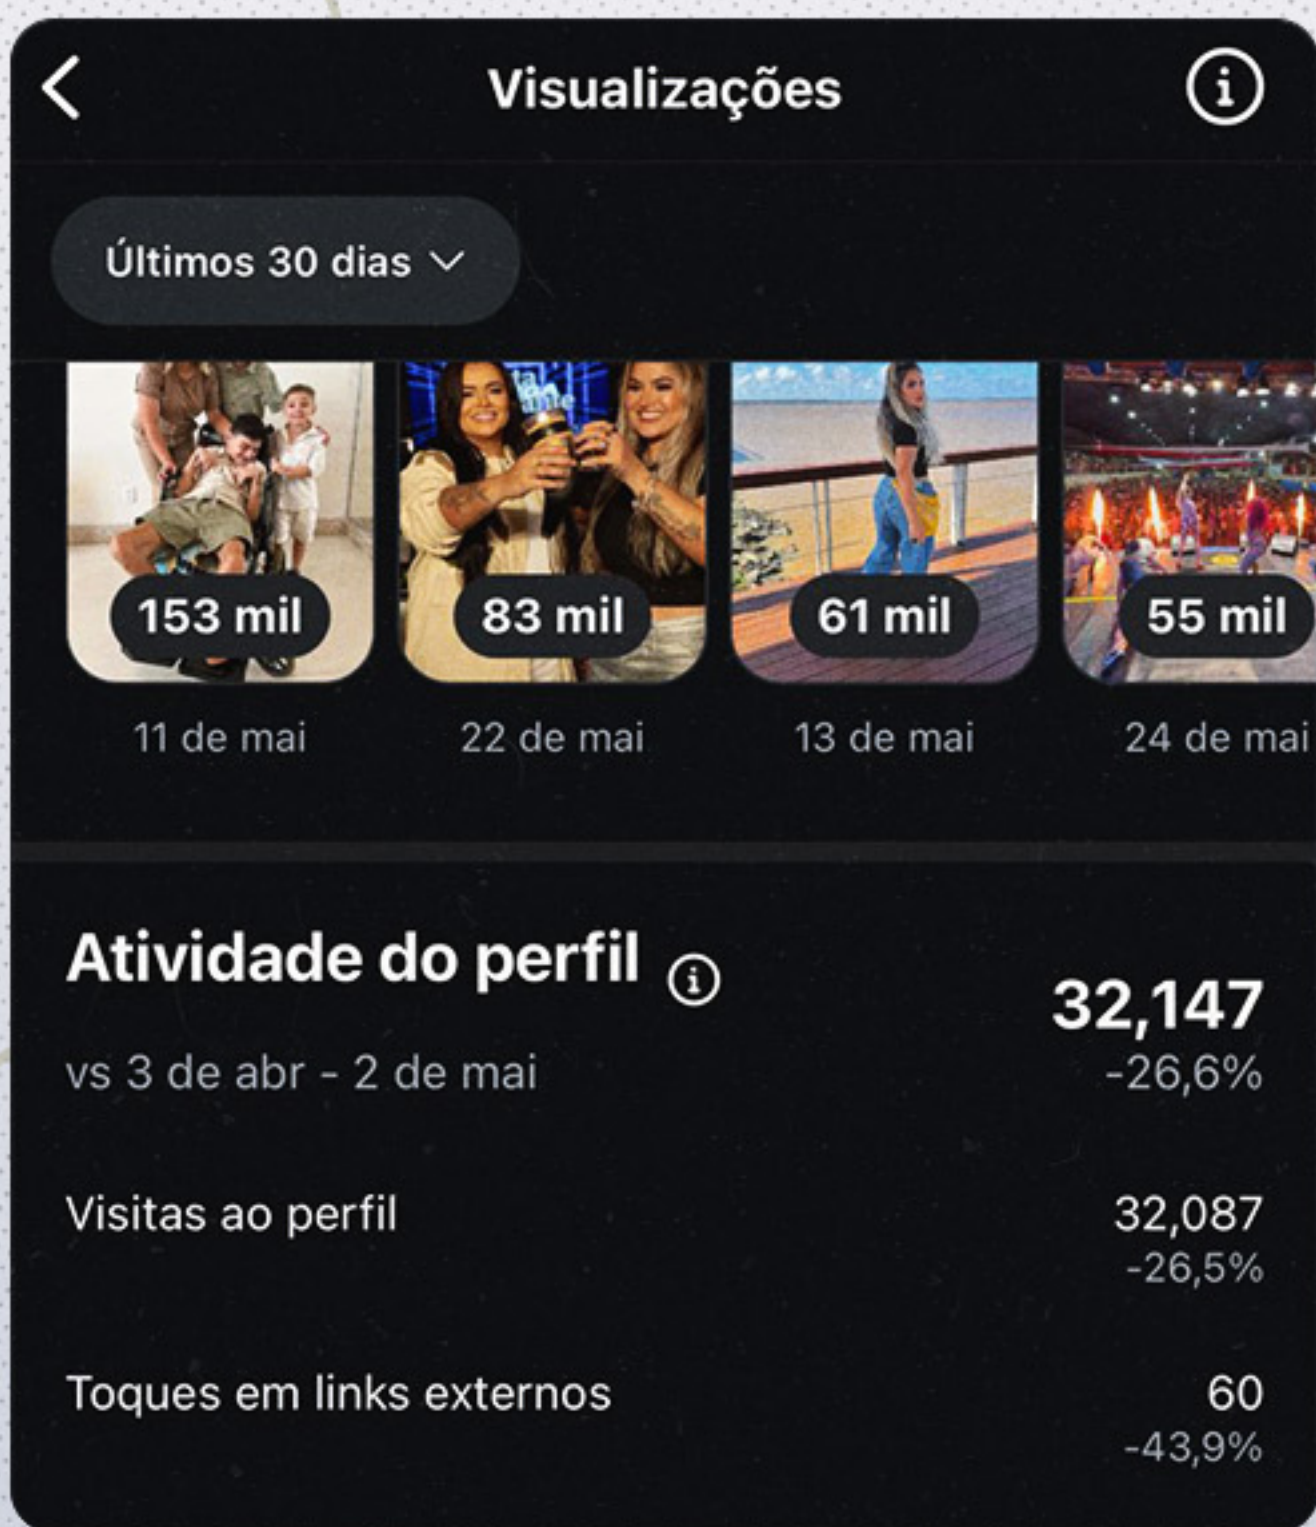 Visualizações
Últimos 30 dias
153 mil
83 mil
61 mil
55 mil
11 de mai
22 de mai
13 de mai
24 de mai
Atividade do perfil
32,147
vs 3 de abr - 2 de mai
-26,6%
Visitas ao perfil
32,087
-26,5%
Toques em links externos
60
-43,9%